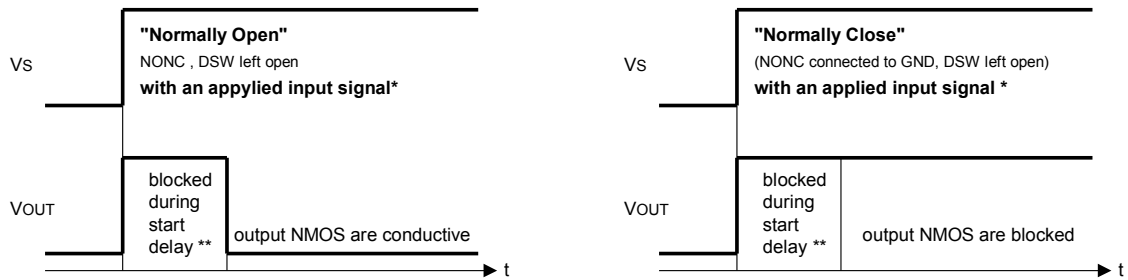 "Normally Open"
Vs
NONC , DSW left open
with an appylied input signal*
VOUT
blocked
during
start
delay **
output NMOS are conductive
t
"Normally Close"
Vs
(NONC connected to GND, DSW left open)
with an applied input signal *
VOUT
blocked
during
start
delay **
output NMOS are blocked
t